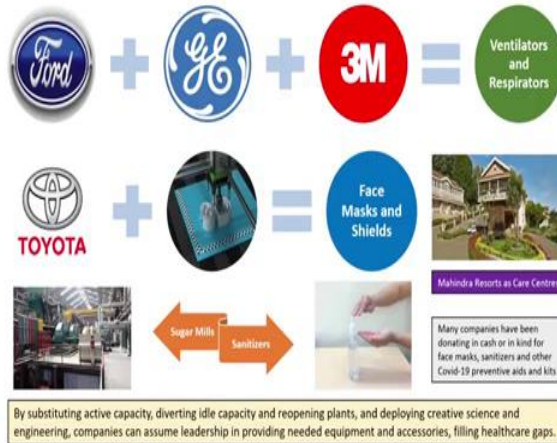 Ford
GE
3M
Ventilators
and
Respirators
TOYOTA
Face
Masks and
Shields
Mahindra Resorts as Care Centres
Sugar Mills
Sanitizers
Many companies have been
donating in cash or in kind for
face masks, sanitizers and other
Covid-19 preventive aids and kits
By substituting active capacity, diverting idle capacity and reopening plants, and deploying creative science and
engineering, companies can assume leadership in providing needed equipment and accessories, filling healthcare gaps.